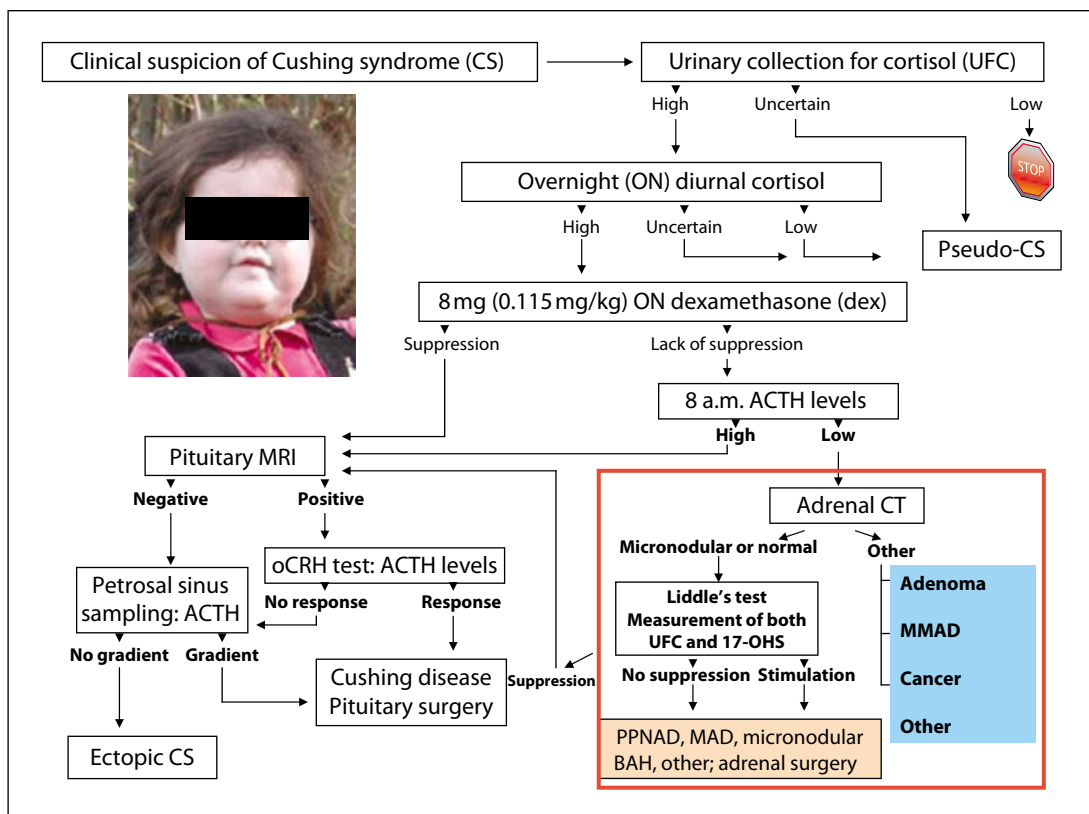 Clinical suspicion of Cushing syndrome (CS)
Urinary collection for cortisol (UFC)
High
Uncertain
Low
STOP
Overnight (ON) diurnal cortisol
High
Uncertain
Low
Pseudo-CS
8 mg (0.115 mg/kg) ON dexamethasone (dex)
Suppression
Lack of suppression
8 a.m. ACTH levels
High
Low
Pituitary MRI
Negative
Positive
Adrenal CT
Micronodular or normal
Other
oCRH test: ACTH levels
No response
Response
Petrosal sinus
sampling: ACTH
No gradient
Gradient
Liddle's test
Measurement of both
UFC and 17-OHS
Suppression
No suppression
Stimulation
Adenoma
MMAD
Cancer
Other
Cushing disease
Pituitary surgery
Ectopic CS
PPNAD, MAD, micronodular
BAH, other; adrenal surgery